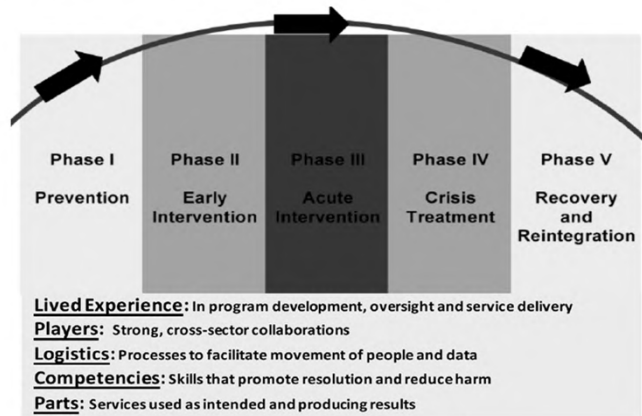 Phase I
Prevention
Phase II
Early
Intervention
Phase III
Acute
Intervention
Phase IV
Crisis
Treatment
Phase V
Recovery
and
Reintegration
Lived Experience: In program development, oversight and service delivery
Players: Strong, cross-sector collaborations
Logistics: Processes to facilitate movement of people and data
Competencies: Skills that promote resolution and reduce harm
Parts: Services used as intended and producing results